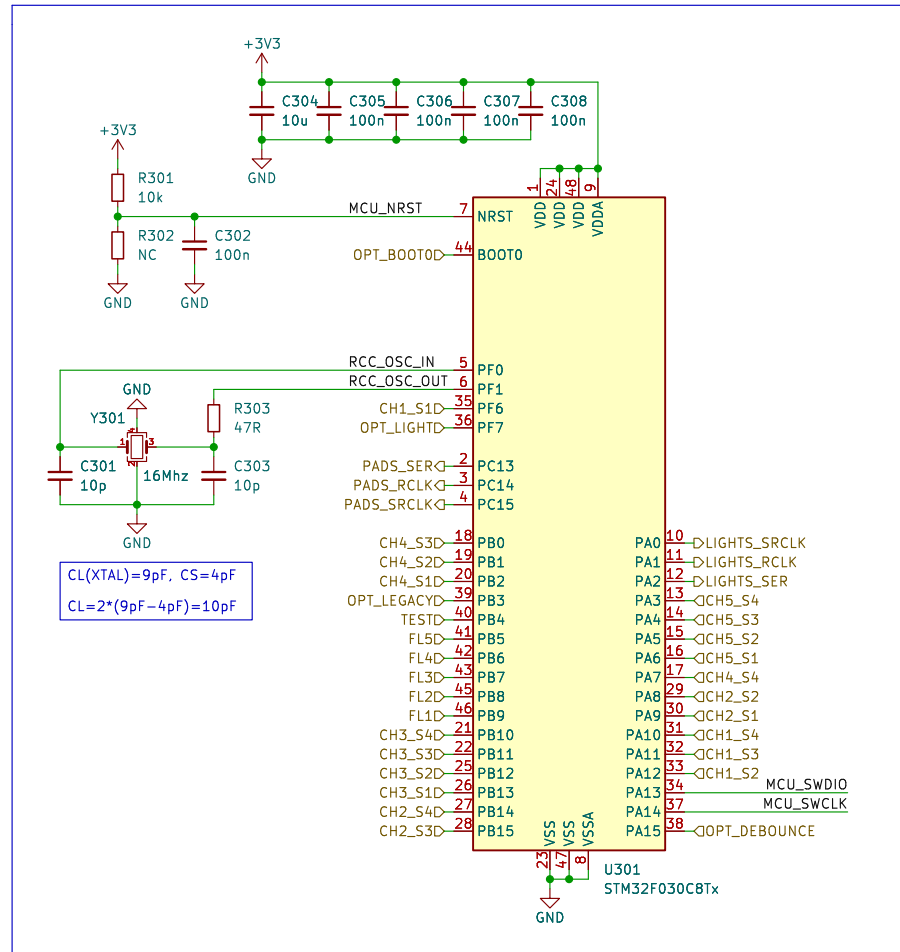 +3V3
C304
10u
C305
100n
C306
100n
C307
100n
C308
100n
GND
+3V3
R301
10k
R302
NC
C302
100n
GND
GND
MCU_NRST
7
NRST
OPT_BOOT0
44
BOOT0
1
24
48
9
VDD
VDD
VDD
VDDA
RCC_OSC_IN
5
PF0
RCC_OSC_OUT
6
PF1
CH1_S1
35
PF6
OPT_LIGHT
36
PF7
GND
Y301
4
1
3
2
16Mhz
R303
47R
C301
10p
C303
10p
GND
PADS_SER
2
PC13
PADS_RCLK
3
PC14
PADS_SRCLK
4
PC15
CL(XTAL)=9pF, CS=4pF
CL=2*(9pF-4pF)=10pF
CH4_S3
18
PB0
CH4_S2
19
PB1
CH4_S1
20
PB2
OPT_LEGACY
39
PB3
TEST
40
PB4
FL5
41
PB5
FL4
42
PB6
FL3
43
PB7
FL2
45
PB8
FL1
46
PB9
CH3_S4
21
PB10
CH3_S3
22
PB11
CH3_S2
25
PB12
CH3_S1
26
PB13
CH2_S4
27
PB14
CH2_S3
28
PB15
PA0
10
LIGHTS_SRCLK
PA1
11
LIGHTS_RCLK
PA2
12
LIGHTS_SER
PA3
13
CH5_S4
PA4
14
CH5_S3
PA5
15
CH5_S2
PA6
16
CH5_S1
PA7
17
CH4_S4
PA8
29
CH2_S2
PA9
30
CH2_S1
PA10
31
CH1_S4
PA11
32
CH1_S3
PA12
33
CH1_S2
PA13
34
MCU_SWDIO
PA14
37
MCU_SWCLK
PA15
38
OPT_DEBOUNCE
VSS
VSS
VSSA
23
47
8
GND
U301
STM32F030C8Tx